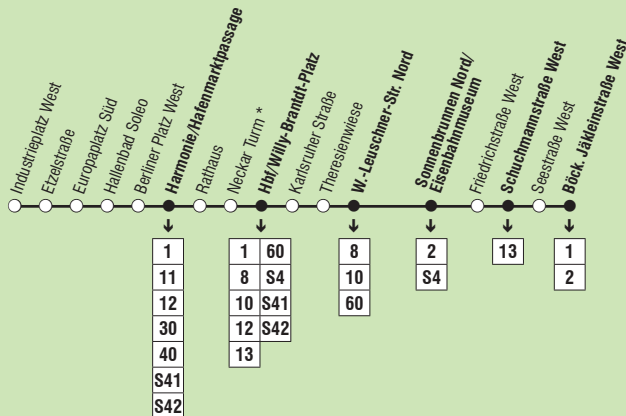 Industrieplatz West
Etzelstraße
Europaplatz Süd
Hallenbad Soleo
Berliner Platz West
Harmonie/Hafenmarktpassage
Rathaus
Neckar Turm *
Hbf/Willy-Brandt-Platz
Karlsruher Straße
Theresienwiese
W.-Leuschner-Str. Nord
Sonnenbrunnen Nord/
Eisenbahnmuseum
Friedrichstraße West
Schuchmannstraße West
Seestraße West
Böck. Jäkleinstraße West
1
11
12
30
40
S41
S42
1 60
8 S4
10 S41
12 S42
13
8
10
60
2
S4
13
1
2